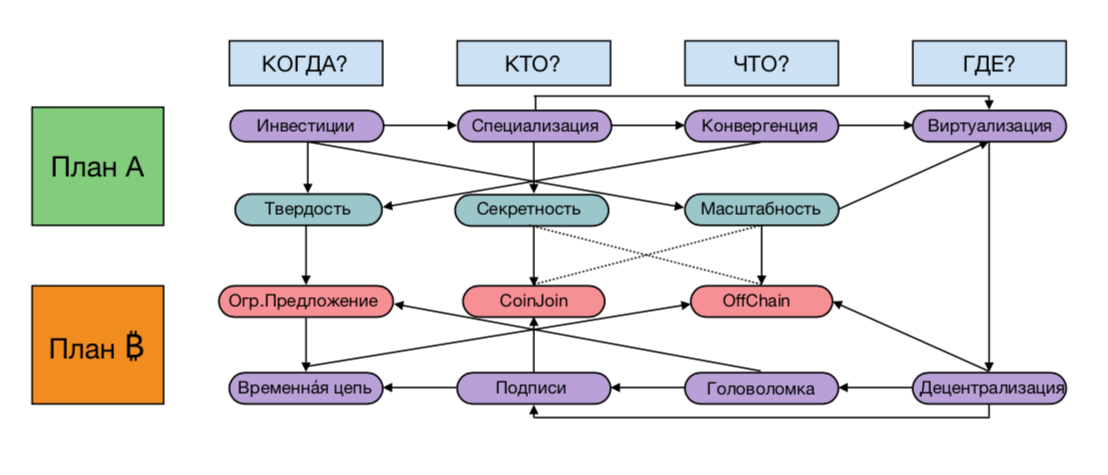 КОГДА?
КТО?
ЧТО?
ГДЕ?
План А
Инвестиции
Специализация
Конвергенция
Виртуализация
Твердость
Секретность
Масштабность
План ₿
Огр.Предложение
CoinJoin
OffChain
Временна́я цепь
Подписи
Головоломка
Децентрализация